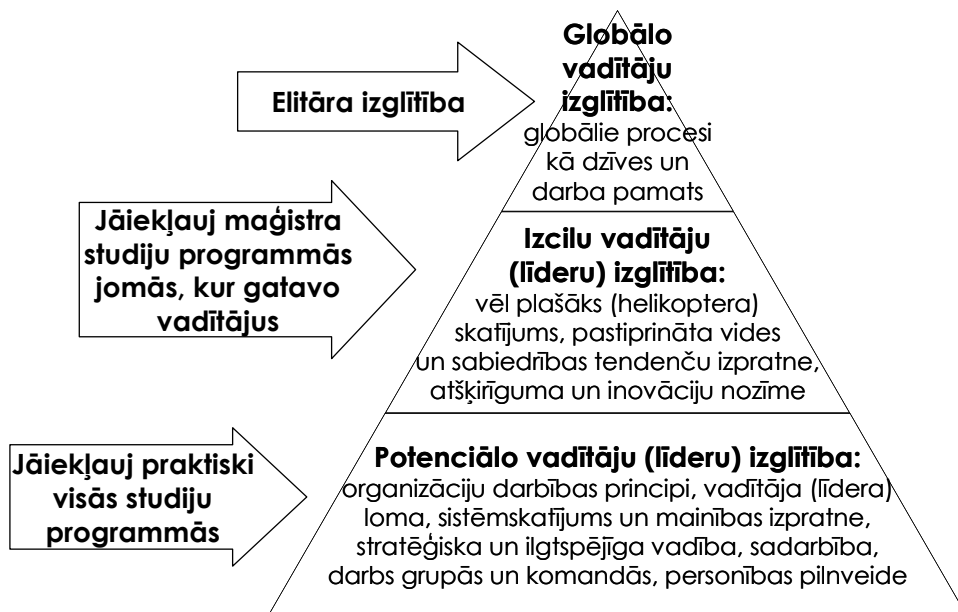 Globālo
vadītāju
izglītība:
globālie procesi
kā dzīves un
darba pamats
Elitāra izglītība
Izcilu vadītāju
(līderu) izglītība:
vēl plašāks (helikoptera)
skatījums, pastiprināta vides
un sabiedrības tendenču izpratne,
atšķirīguma un inovāciju nozīme
Jāiekļauj maģistra
studiju programmās
jomās, kur gatavo
vadītājus
Potenciālo vadītāju (līderu) izglītība:
organizāciju darbības principi, vadītāja (līdera)
loma, sistēmskatījums un mainības izpratne,
stratēģiska un ilgtspējīga vadība, sadarbība,
darbs grupās un komandās, personības pilnveide
Jāiekļauj praktiski
visās studiju
programmās